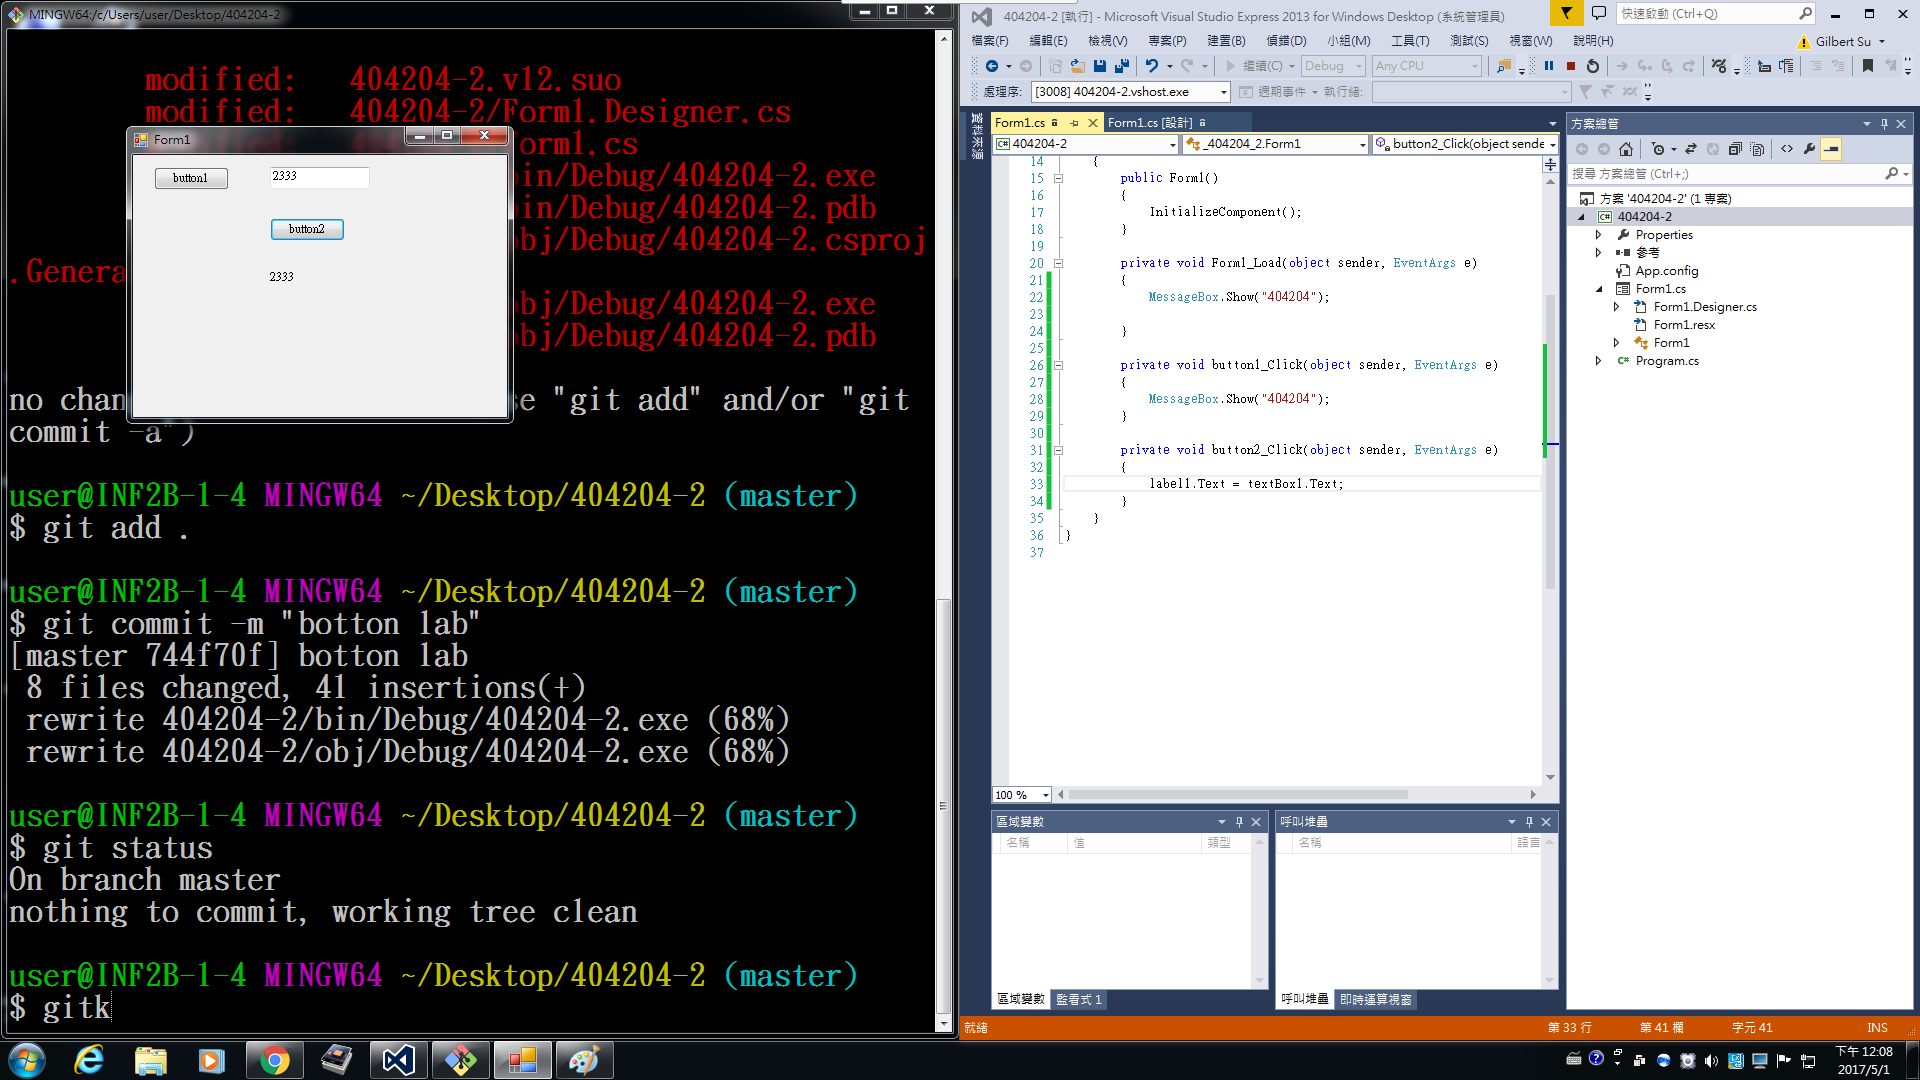 MINGW64:/c/Users/user/Desktop/404204-2
modified:   404204-2.v12.suo
modified:   404204-2/Form1.Designer.cs
Form1.cs
bin/Debug/404204-2.exe
bin/Debug/404204-2.pdb
obj/Debug/404204-2.csproj
.Genera
obj/Debug/404204-2.exe
obj/Debug/404204-2.pdb
no chan
se "git add" and/or "git
commit -a")
user@INF2B-1-4 MINGW64 ~/Desktop/404204-2 (master)
$ git add .
user@INF2B-1-4 MINGW64 ~/Desktop/404204-2 (master)
$ git commit -m "botton lab"
[master 744f70f] botton lab
8 files changed, 41 insertions(+)
rewrite 404204-2/bin/Debug/404204-2.exe (68%)
rewrite 404204-2/obj/Debug/404204-2.exe (68%)
user@INF2B-1-4 MINGW64 ~/Desktop/404204-2 (master)
$ git status
On branch master
nothing to commit, working tree clean
user@INF2B-1-4 MINGW64 ~/Desktop/404204-2 (master)
$ gitk
Form1
button1
2333
button2
2333
404204-2 [執行] - Microsoft Visual Studio Express 2013 for Windows Desktop (系統管理員)
快速啟動 (Ctrl+Q)
檔案(F) 編輯(E) 檢視(V) 專案(P) 建置(B) 偵錯(D) 小組(M) 工具(T) 測試(S) 視窗(W) 說明(H)
Gilbert Su
繼續(C) Debug Any CPU
處理序: [3008] 404204-2.vshost.exe 週期事件 執行緒:
資料來源
Form1.cs
Form1.cs [設計]
404204-2
_404204_2.Form1
button2_Click(object sende
14 {
15 public Form1()
16 {
17 InitializeComponent();
18 }
19
20 private void Form1_Load(object sender, EventArgs e)
21 {
22 MessageBox.Show("404204");
23
24 }
25
26 private void button1_Click(object sender, EventArgs e)
27 {
28 MessageBox.Show("404204");
29 }
30
31 private void button2_Click(object sender, EventArgs e)
32 {
33 label1.Text = textBox1.Text;
34 }
35 }
36 }
37
100 %
區域變數
名稱 值 類型
區域變數 監看式 1
呼叫堆疊
名稱 語言
呼叫堆疊 即時運算視窗
方案總管
搜尋 方案總管 (Ctrl+;)
方案 '404204-2' (1 專案)
C# 404204-2
Properties
參考
App.config
Form1.cs
Form1.Designer.cs
Form1.resx
Form1
C# Program.cs
就緒
第 33 行 第 41 欄 字元 41 INS
下午 12:08
2017/5/1